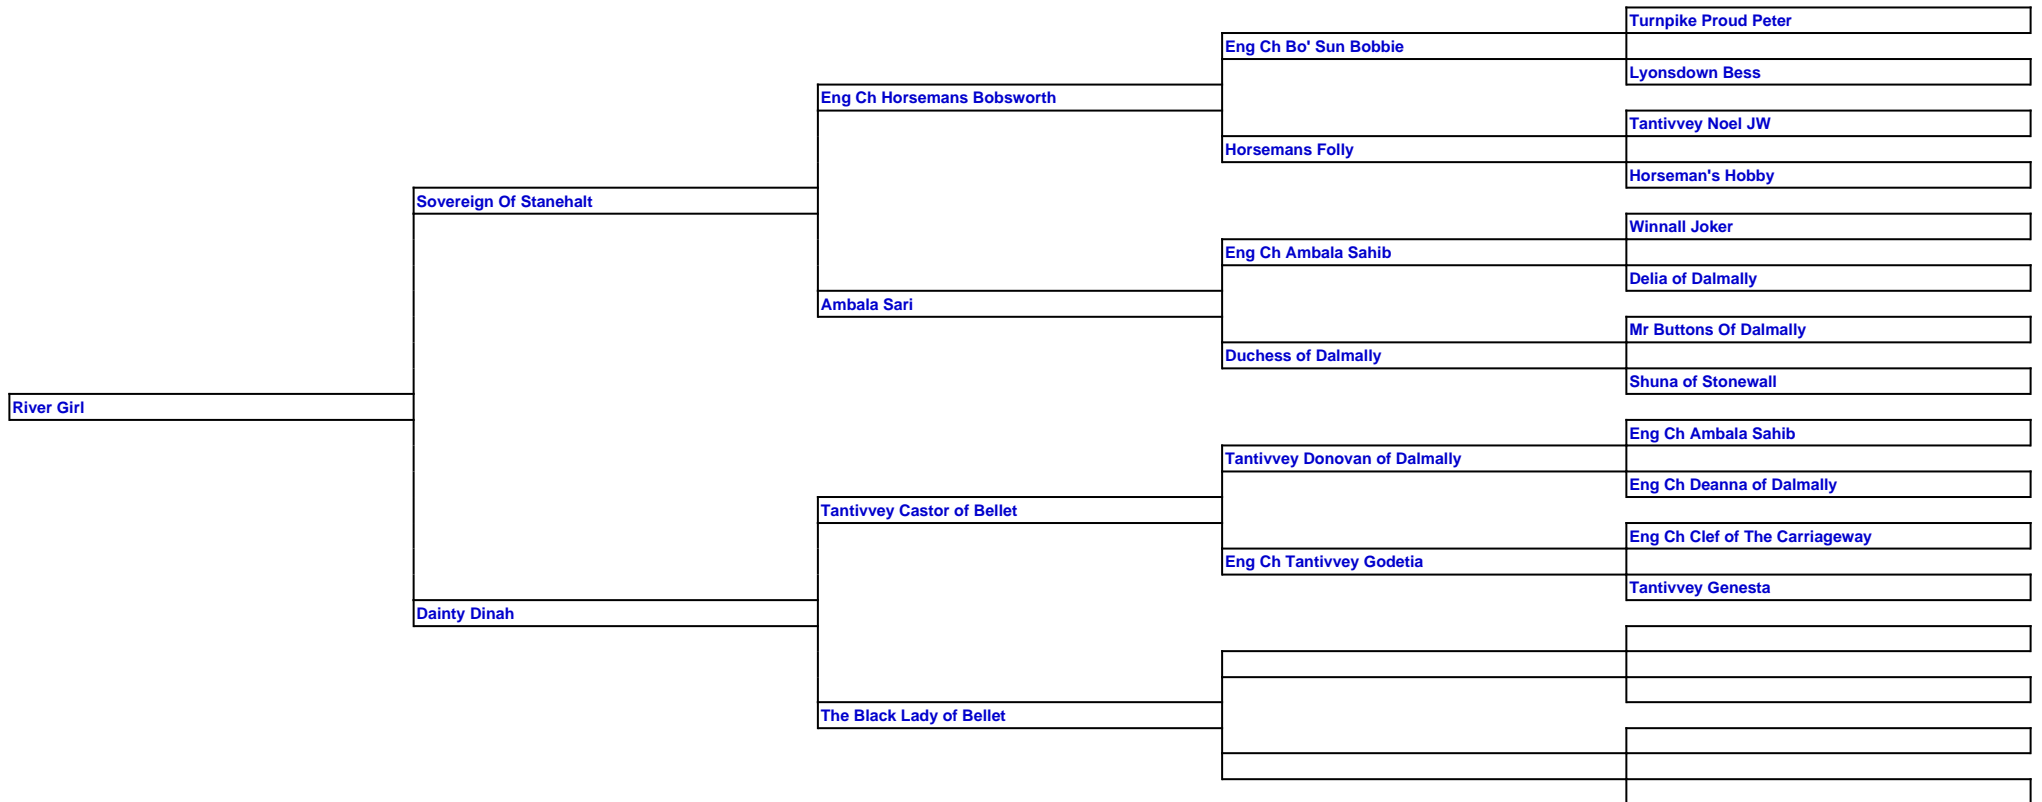 Turnpike Proud Peter
Eng Ch Bo' Sun Bobbie
Lyonsdown Bess
Eng Ch Horsemans Bobsworth
Tantivvey Noel JW
Horsemans Folly
Horseman's Hobby
Sovereign Of Stanehalt
Winnall Joker
Eng Ch Ambala Sahib
Delia of Dalmally
Ambala Sari
Mr Buttons Of Dalmally
Duchess of Dalmally
Shuna of Stonewall
River Girl
Eng Ch Ambala Sahib
Tantivvey Donovan of Dalmally
Eng Ch Deanna of Dalmally
Tantivvey Castor of Bellet
Eng Ch Clef of The Carriageway
Eng Ch Tantivvey Godetia
Tantivvey Genesta
Dainty Dinah
The Black Lady of Bellet